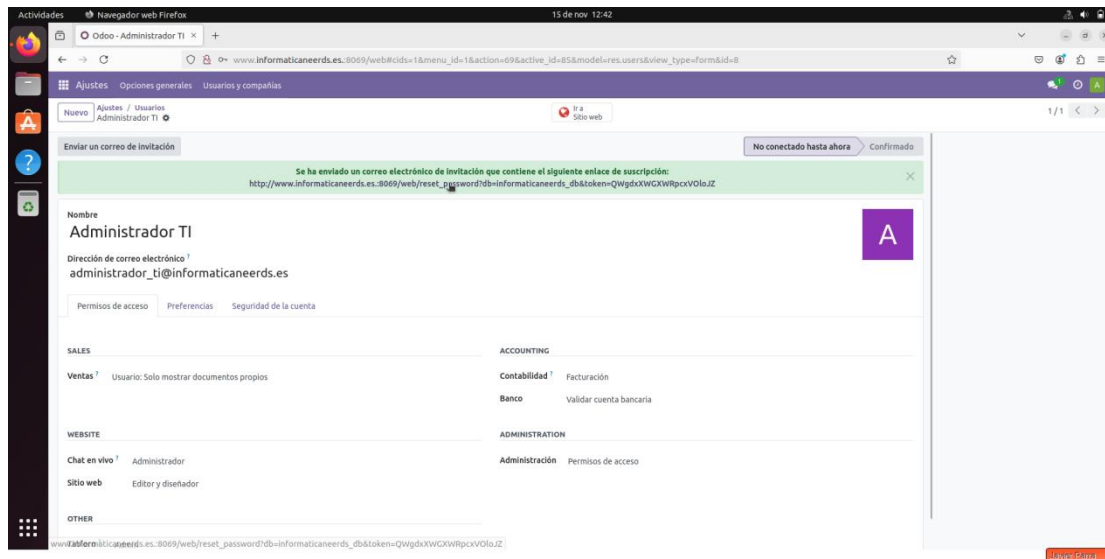 Actividades
Navegador web Firefox
15 de nov 12:42
Odoo - Administrador TI
www.informaticaneerds.es.:8069/web#cids=1&menu_id=1&action=69&active_id=85&model=res.users&view_type=form&id=8
Ajustes Opciones generales Usuarios y compañías
1
A
Nuevo
Ajustes / Usuarios
Administrador TI
Ir a
Sitio web
1/1
Enviar un correo de invitación
No conectado hasta ahora
Confirmado
Se ha enviado un correo electrónico de invitación que contiene el siguiente enlace de suscripción:
http://www.informaticaneerds.es.:8069/web/reset_password?db=informaticaneerds_db&token=QWgdxXWGXWRpcxVOloJZ
Nombre
Administrador TI
A
Dirección de correo electrónico ?
administrador_ti@informaticaneerds.es
Permisos de acceso Preferencias Seguridad de la cuenta
SALES
Ventas ? Usuario: Solo mostrar documentos propios
ACCOUNTING
Contabilidad ? Facturación
Banco Validar cuenta bancaria
WEBSITE
Chat en vivo ? Administrador
Sitio web Editor y diseñador
ADMINISTRATION
Administración Permisos de acceso
OTHER
Javier Parra